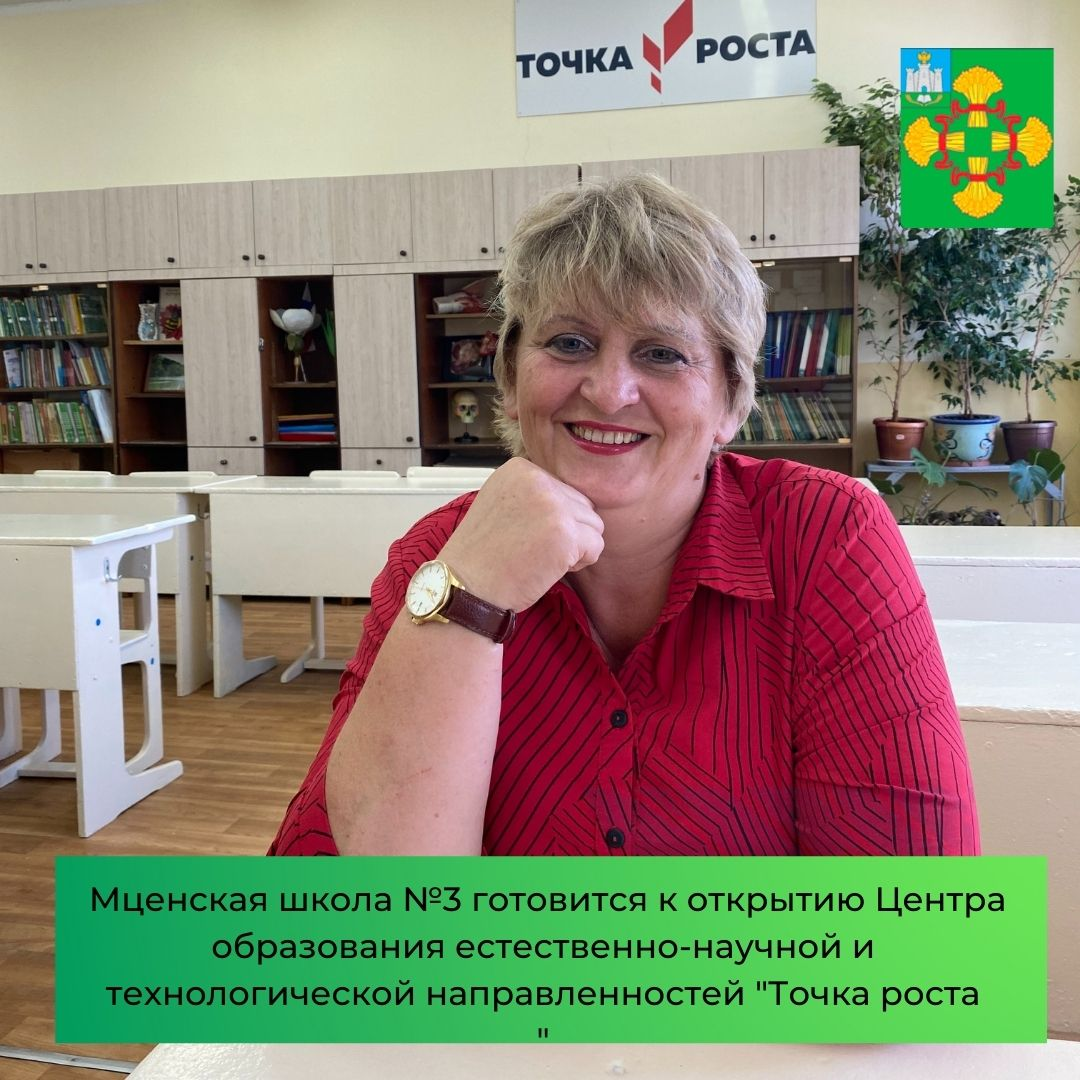 ТОЧКА РОСТА
Мценская школа №3 готовится к открытию Центра
образования естественно-научной и
технологической направленностей "Точка роста
"